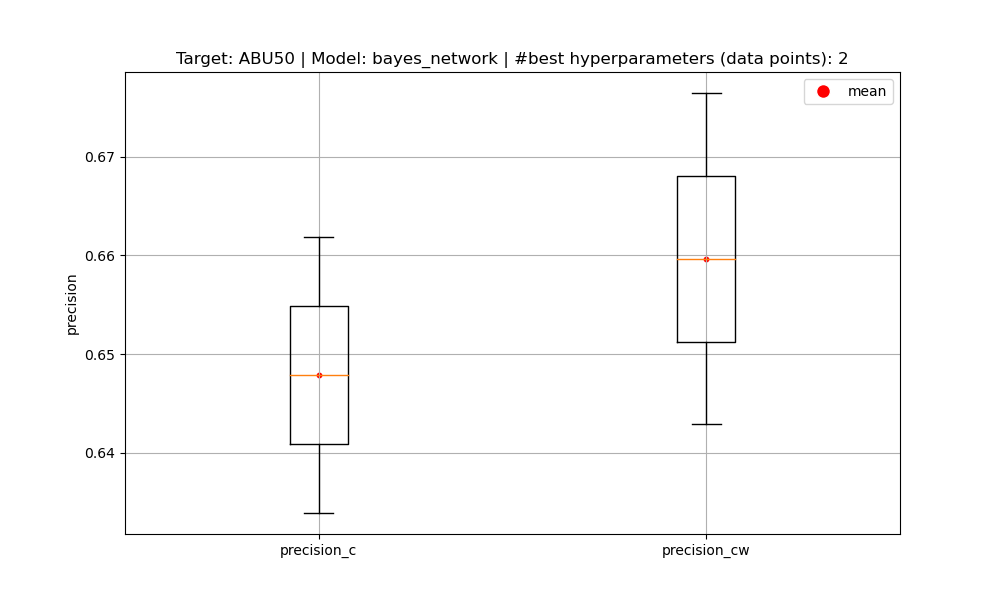 Target: ABU50 | Model: bayes_network | #best hyperparameters (data points): 2
mean
0.67
0.66
0.65
0.64
precision
precision_c
precision_cw